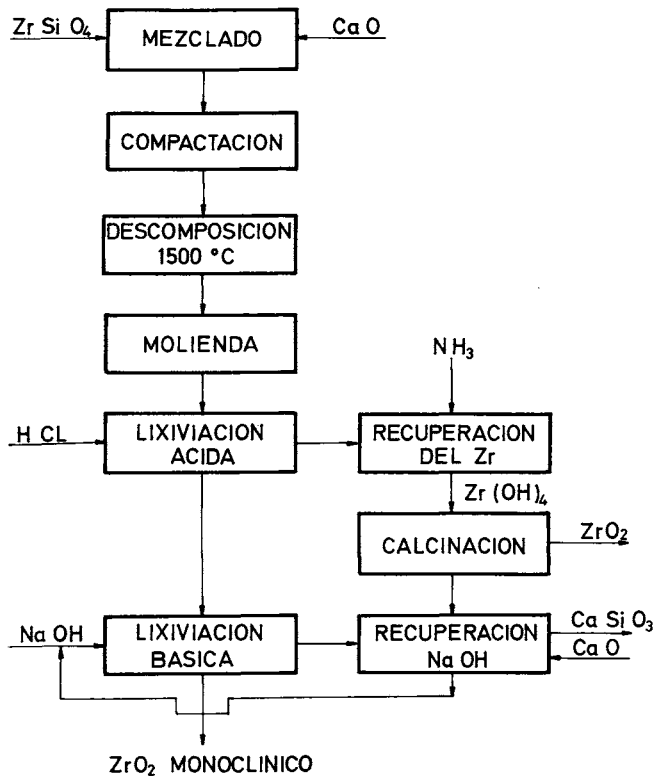 Zr Si O₄
MEZCLADO
Ca O
COMPACTACION
DESCOMPOSICION
1500 °C
MOLIENDA
NH₃
H CL
LIXIVIACION
ACIDA
RECUPERACION
DEL Zr
Zr (OH)₄
CALCINACION
ZrO₂
Na OH
LIXIVIACION
BASICA
RECUPERACION
Na OH
Ca Si O₃
Ca O
ZrO₂ MONOCLINICO